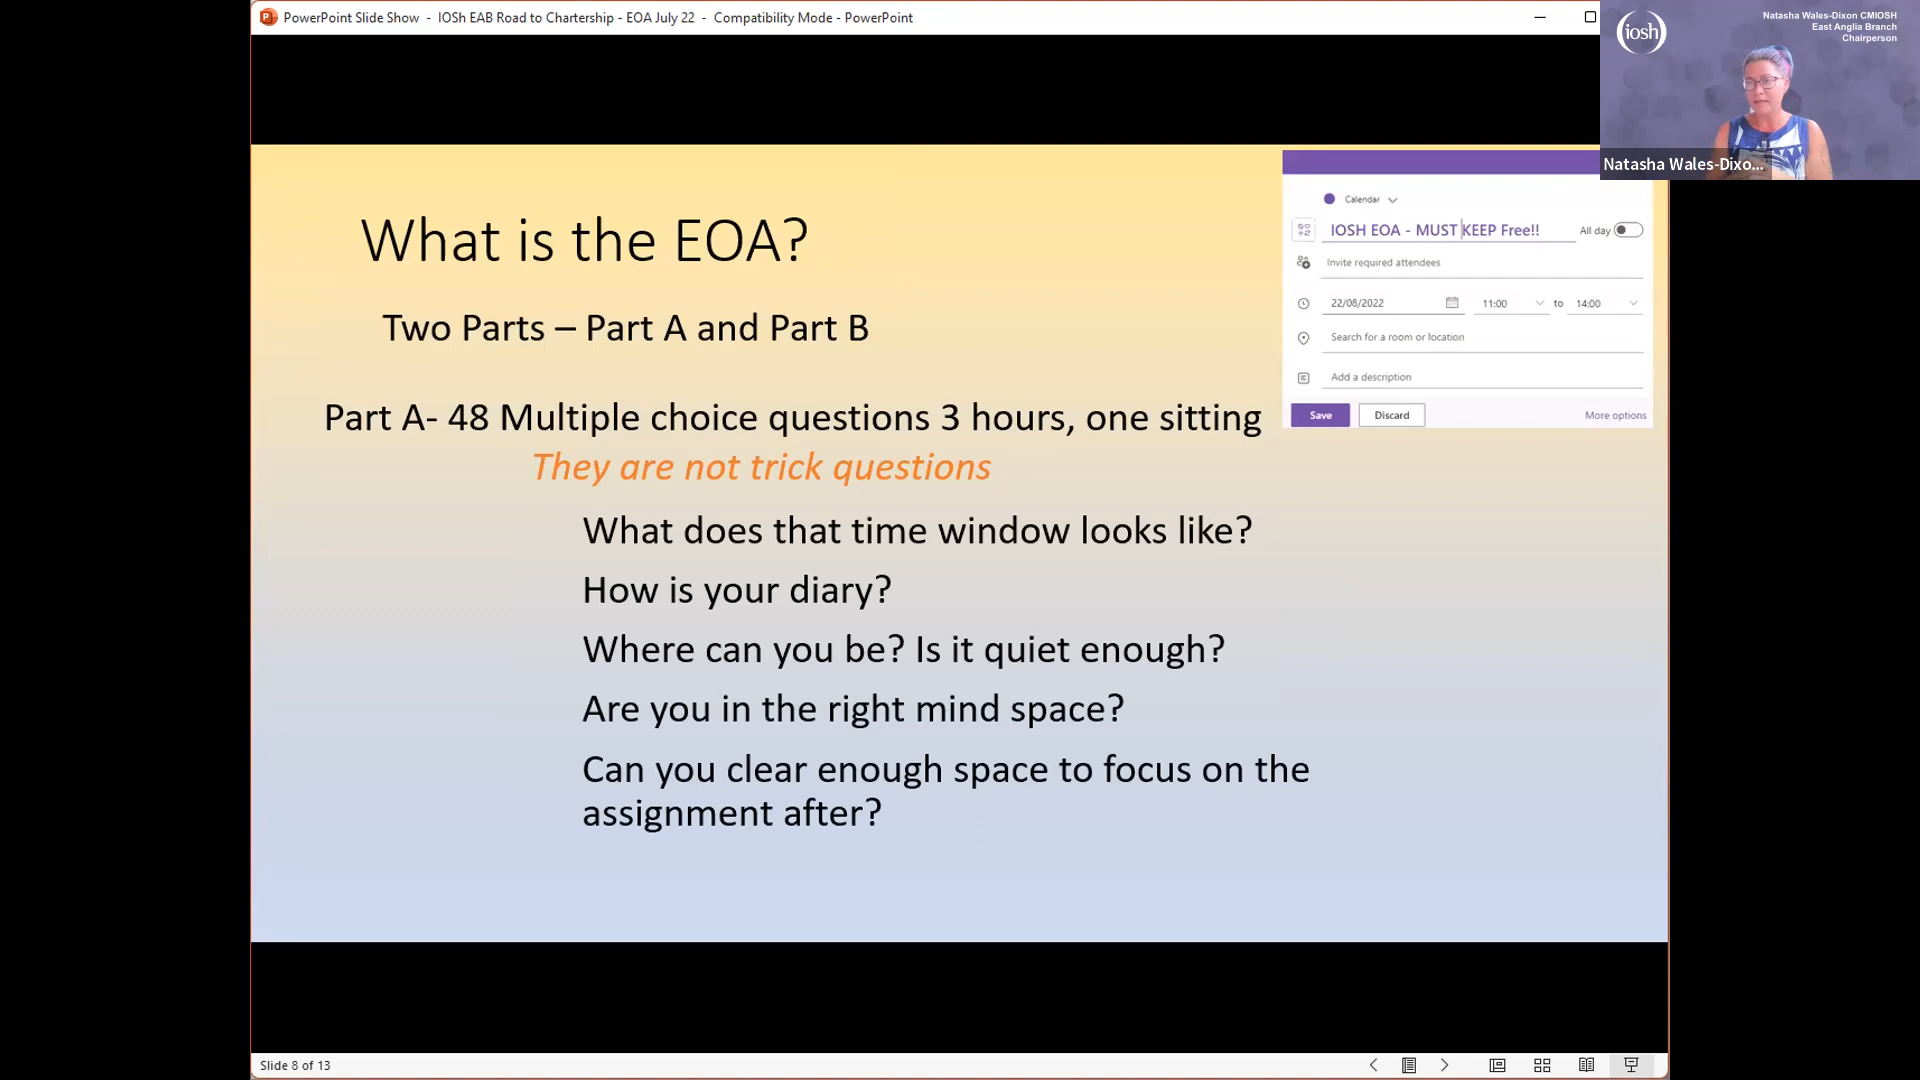 PowerPoint Slide Show - IOSh EAB Road to Chartership - EOA July 22 - Compatibility Mode - PowerPoint
iosh
Natasha Wales-Dixon CMIOSH
East Anglia Branch
Chairperson
Natasha Wales-Dixo...
What is the EOA?
Two Parts – Part A and Part B
Part A- 48 Multiple choice questions 3 hours, one sitting
They are not trick questions
What does that time window looks like?
How is your diary?
Where can you be? Is it quiet enough?
Are you in the right mind space?
Can you clear enough space to focus on the
assignment after?
Calendar
IOSH EOA - MUST KEEP Free!!
All day
Invite required attendees
22/08/2022 11:00 to 14:00
Search for a room or location
Add a description
Save Discard More options
Slide 8 of 13